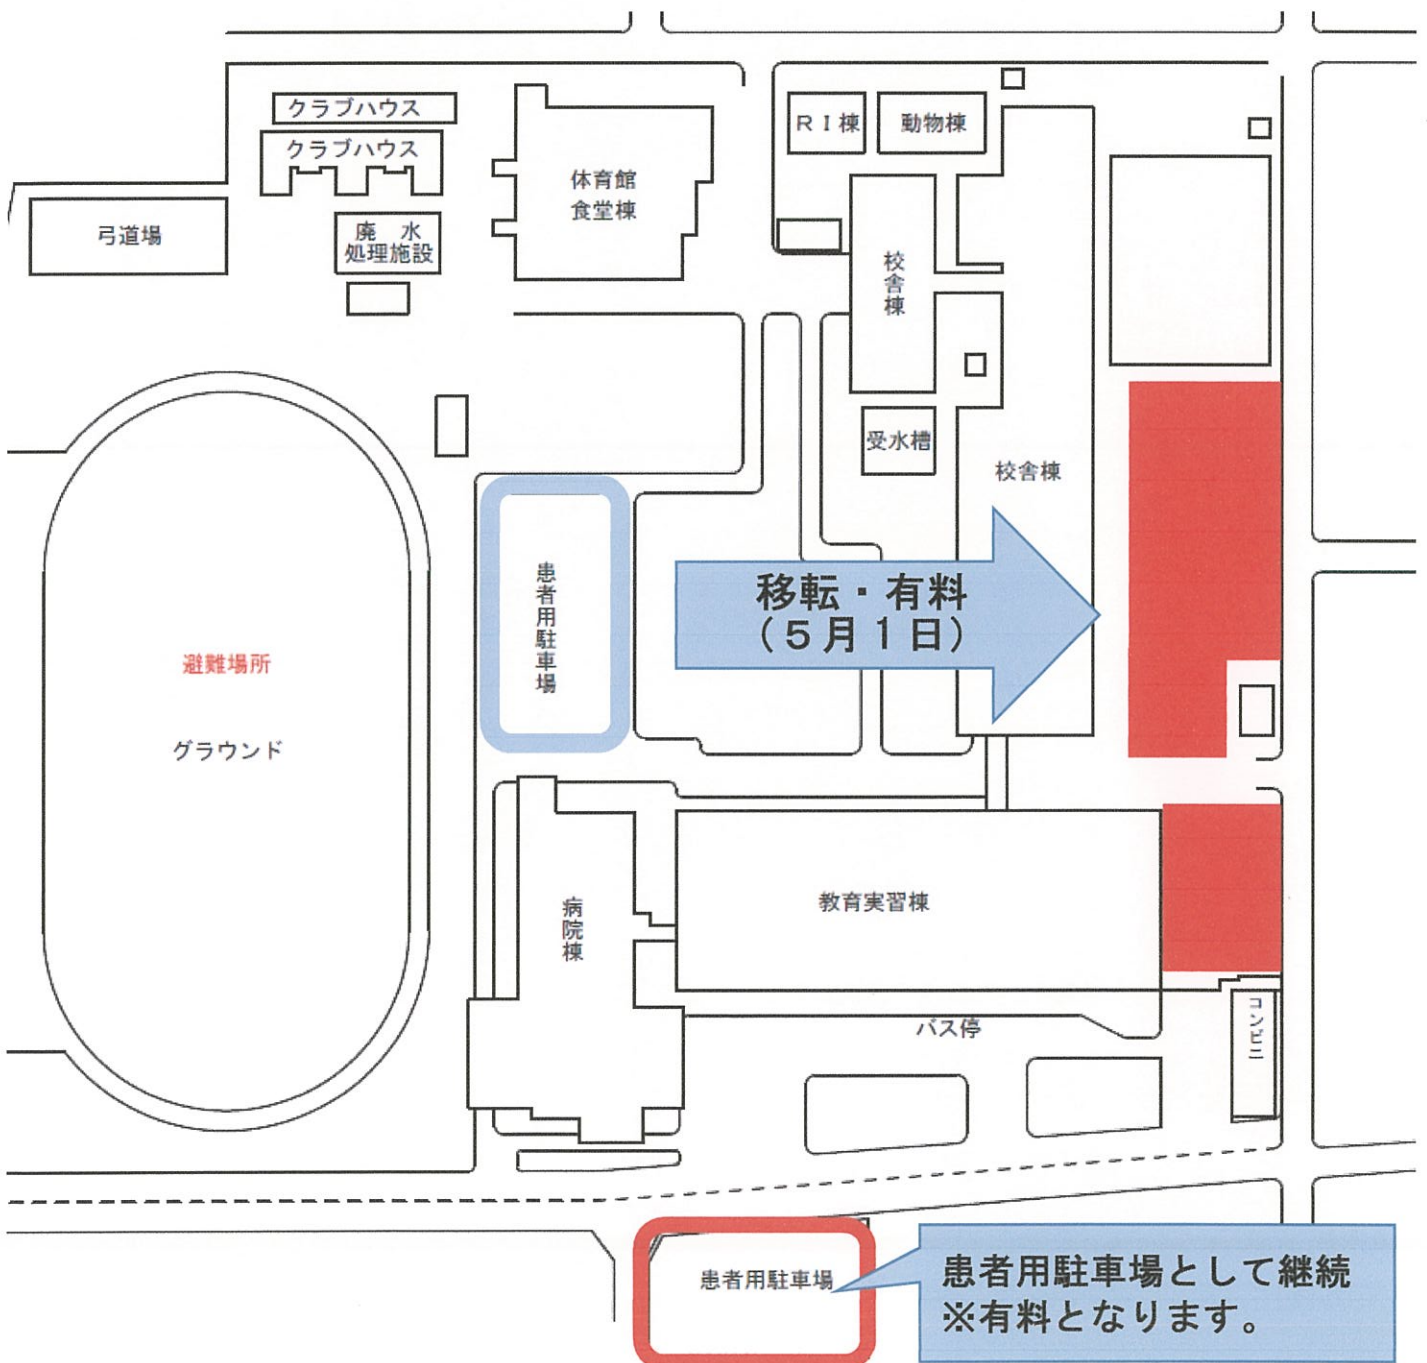 クラブハウス
クラブハウス
体育館
食堂棟
RI棟
動物棟
弓道場
廃 水
処理施設
校舎棟
受水槽
校舎棟
患者用駐車場
移転・有料
(5月1日)
避難場所
グラウンド
病院棟
教育実習棟
バス停
コンビニ
患者用駐車場
患者用駐車場として継続
※有料となります。